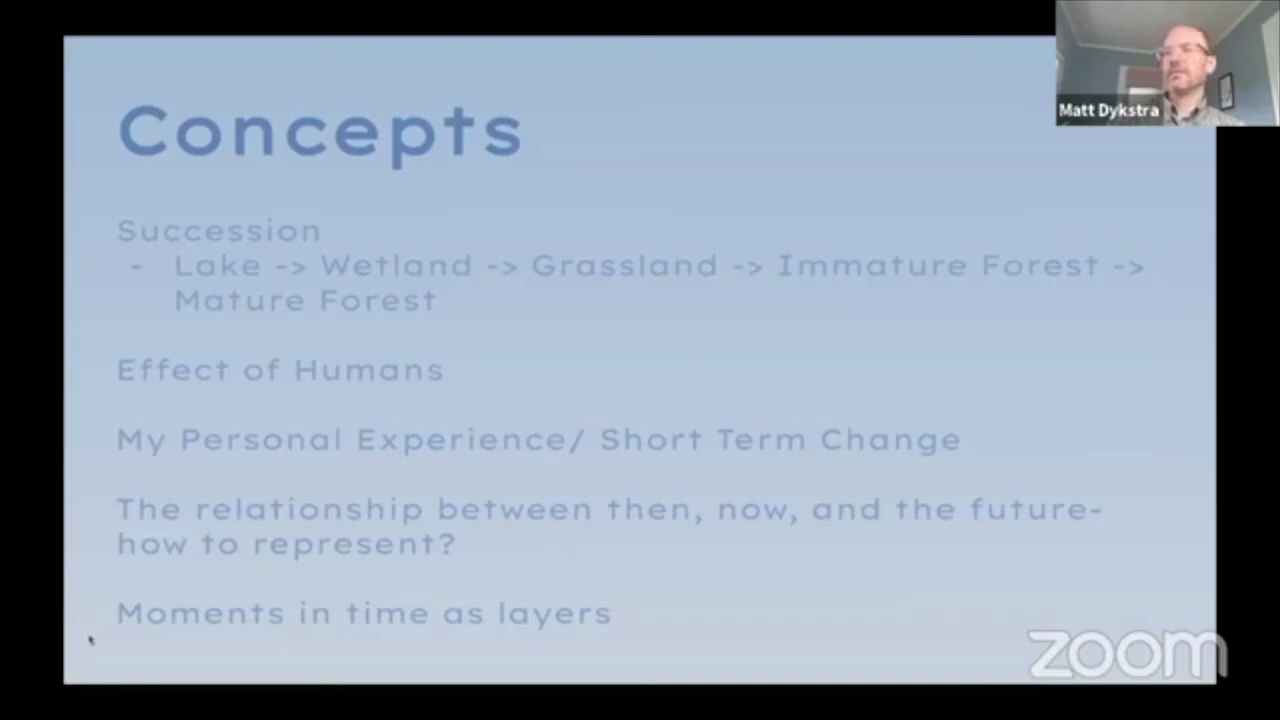 Concepts
Matt Dykstra
Succession
- Lake -> Wetland -> Grassland -> Immature Forest ->
Mature Forest
Effect of Humans
My Personal Experience/ Short Term Change
The relationship between then, now, and the future-
how to represent?
Moments in time as layers
zoom